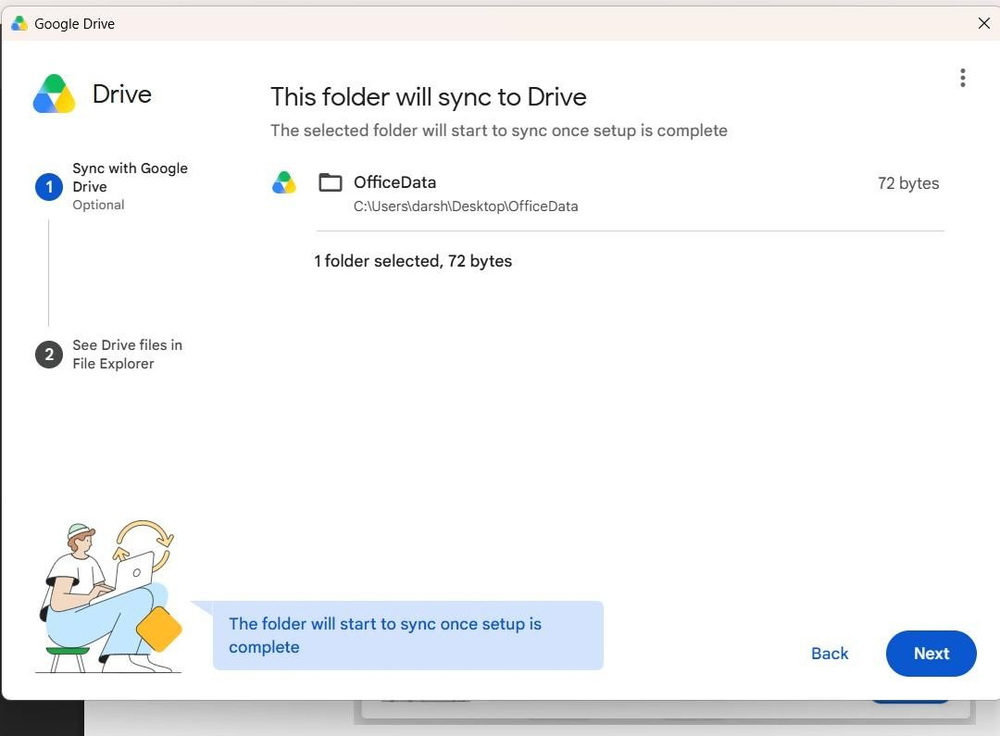 Google Drive
Drive
This folder will sync to Drive
The selected folder will start to sync once setup is complete
1
Sync with Google
Drive
Optional
OfficeData
72 bytes
C:\Users\darsh\Desktop\OfficeData
1 folder selected, 72 bytes
2
See Drive files in
File Explorer
The folder will start to sync once setup is
complete
Back
Next